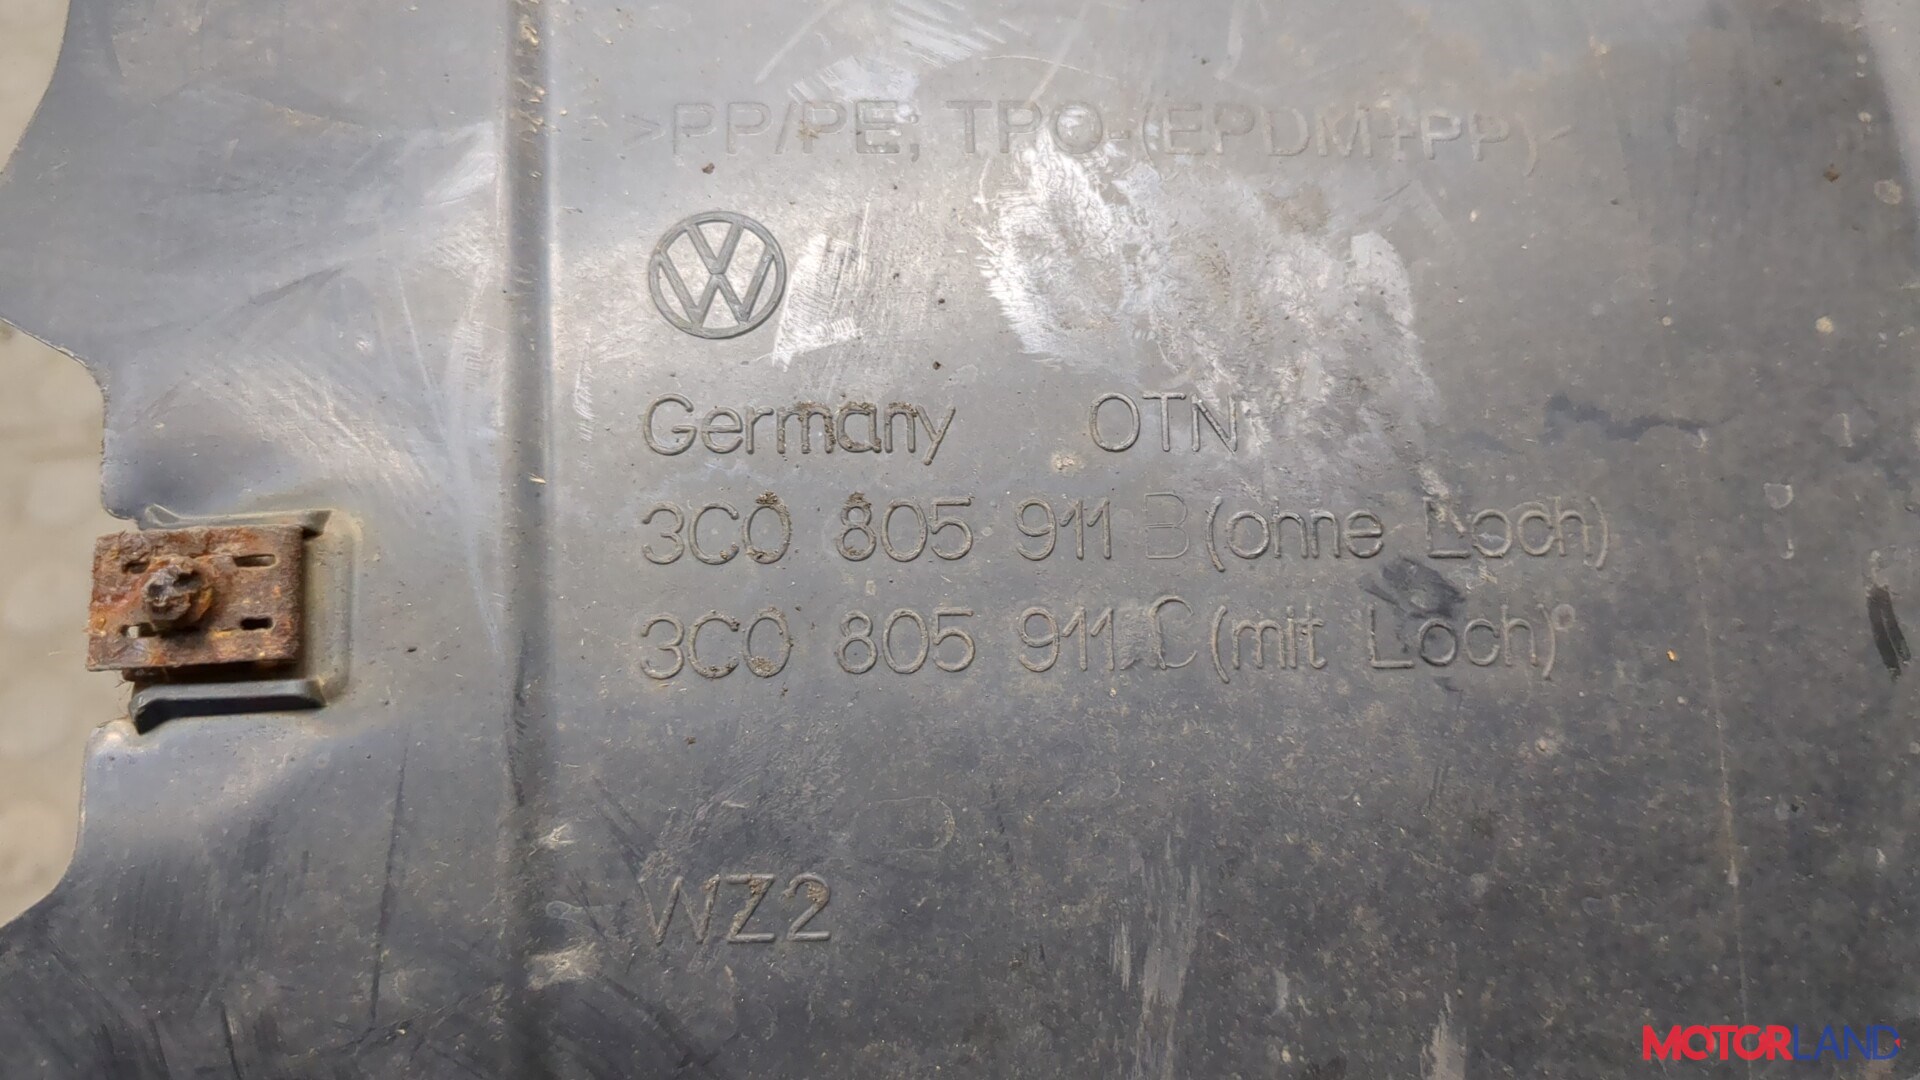 >PP/PE; TPO-(EPDM+PP)<
Germany OTN
3C0 805 911 B (ohne Loch)
3C0 805 911 C (mit Loch)°
WZ2
MOTORLAND